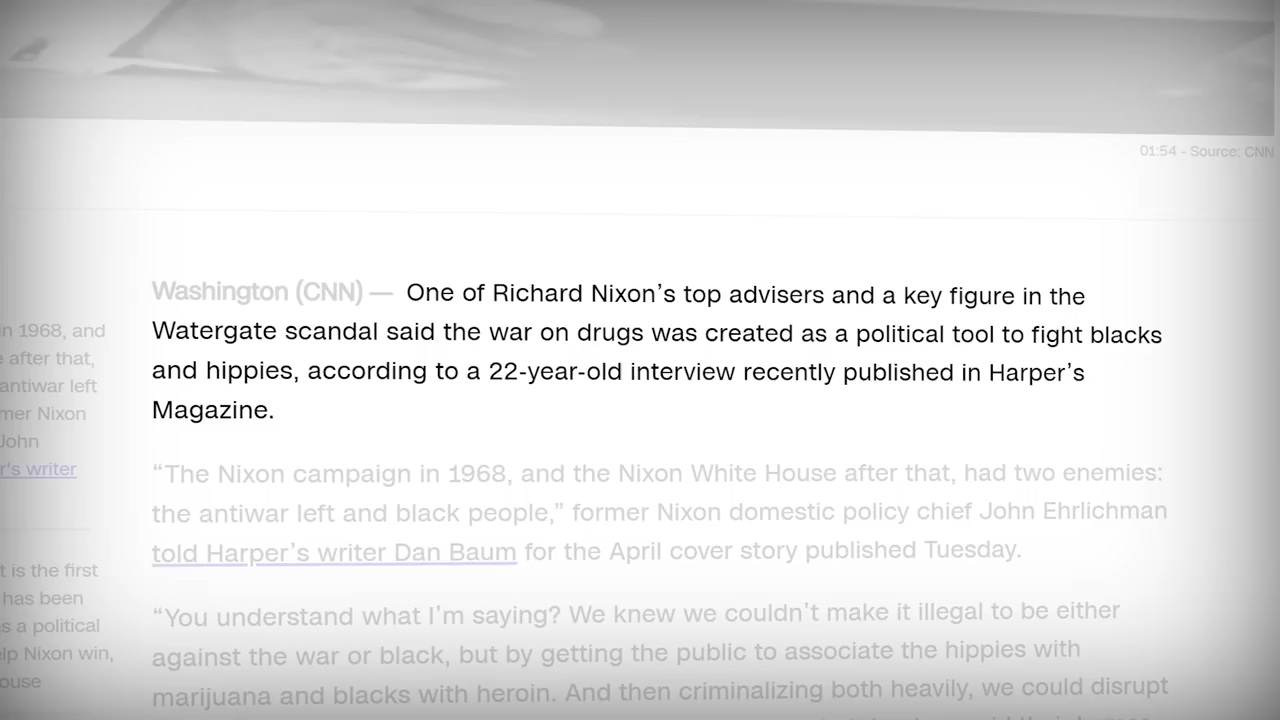 01:54 - Source: CNN
Washington (CNN) — One of Richard Nixon’s top advisers and a key figure in the
Watergate scandal said the war on drugs was created as a political tool to fight blacks
and hippies, according to a 22-year-old interview recently published in Harper’s
Magazine.
in 1968, and
after that,
antiwar left
Nixon
John
r's writer
“The Nixon campaign in 1968, and the Nixon White House after that, had two enemies:
the antiwar left and black people,” former Nixon domestic policy chief John Ehrlichman
told Harper’s writer Dan Baum for the April cover story published Tuesday.
t is the first
has been
s a political
lp Nixon win,
ouse
“You understand what I’m saying? We knew we couldn’t make it illegal to be either
against the war or black, but by getting the public to associate the hippies with
marijuana and blacks with heroin. And then criminalizing both heavily, we could disrupt